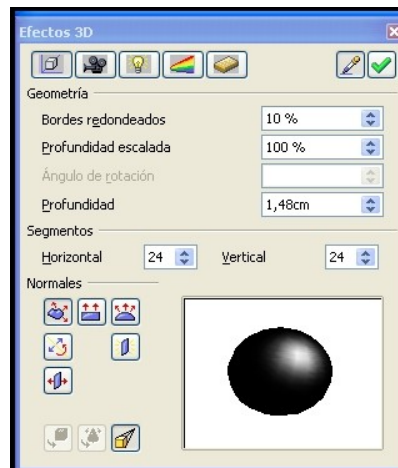 Efectos 3D
Geometría
Bordes redondeados 10 %
Profundidad escalada 100 %
Ángulo de rotación
Profundidad 1,48cm
Segmentos
Horizontal 24 Vertical 24
Normales